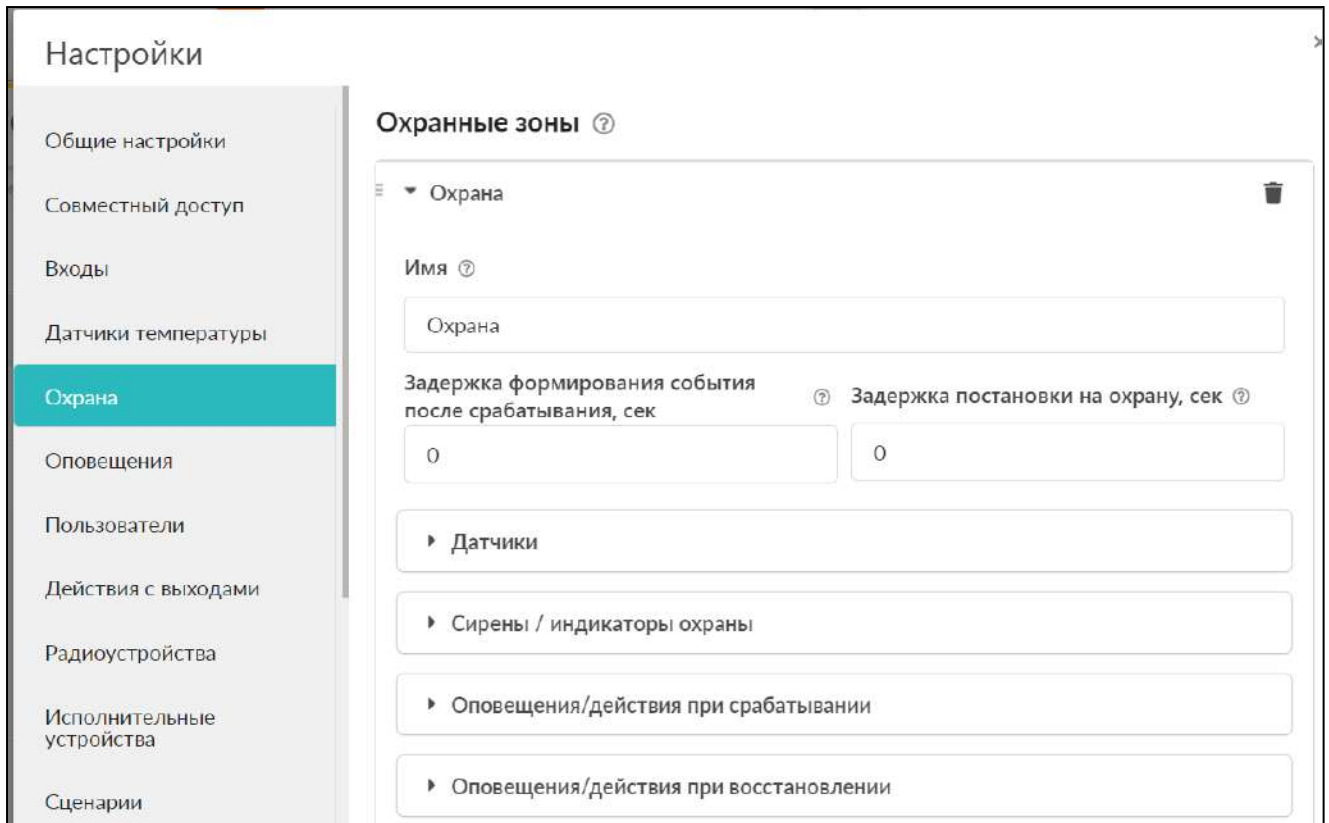 Настройки
Общие настройки
Совместный доступ
Входы
Датчики температуры
Охрана
Оповещения
Пользователи
Действия с выходами
Радиоустройства
Исполнительные
устройства
Сценарии
Охранные зоны
Охрана
Имя
Охрана
Задержка формирования события
после срабатывания, сек
0
Задержка постановки на охрану, сек
0
Датчики
Сирены / индикаторы охраны
Оповещения/действия при срабатывании
Оповещения/действия при восстановлении